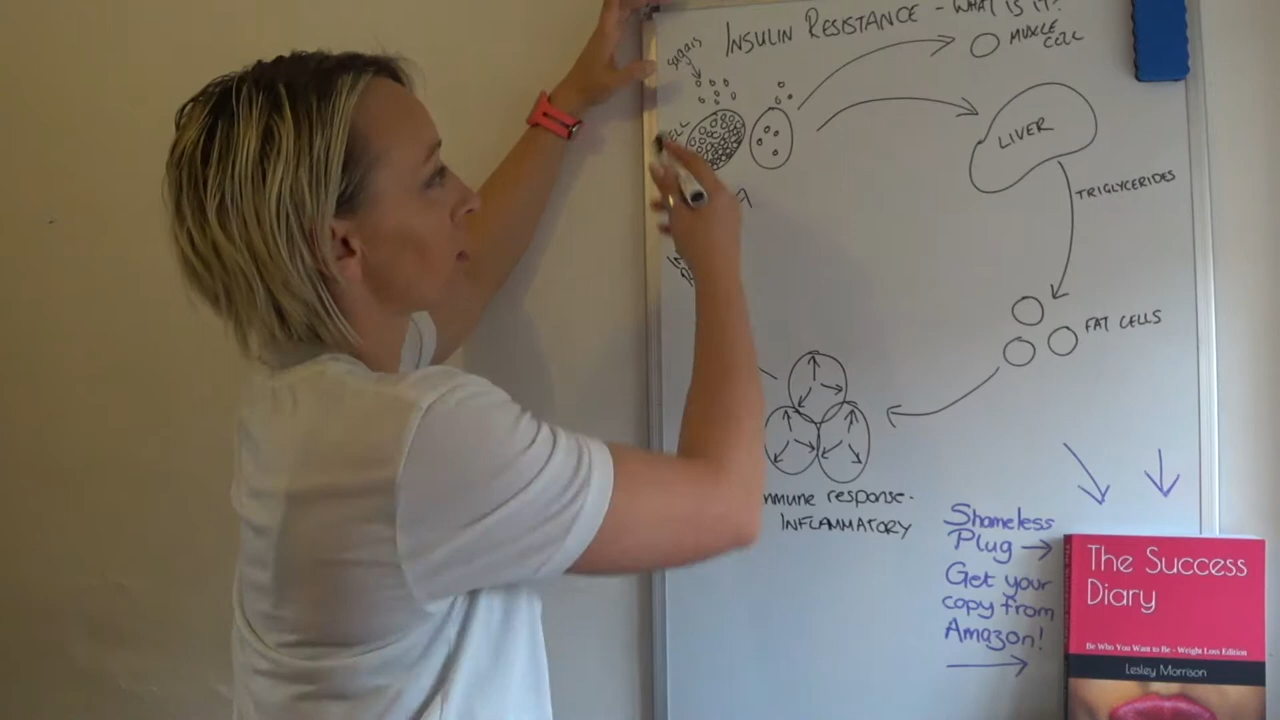 INSULIN RESISTANCE - WHAT IS IT?
sugars
MUSCLE
CELL
LIVER
TRIGLYCERIDES
FAT CELLS
mmune response-
INFLAMMATORY
Shameless
Plug →
Get your
copy from
Amazon!
The Success
Diary
Be Who You Want to Be - Weight Loss Edition
Lesley Morrison